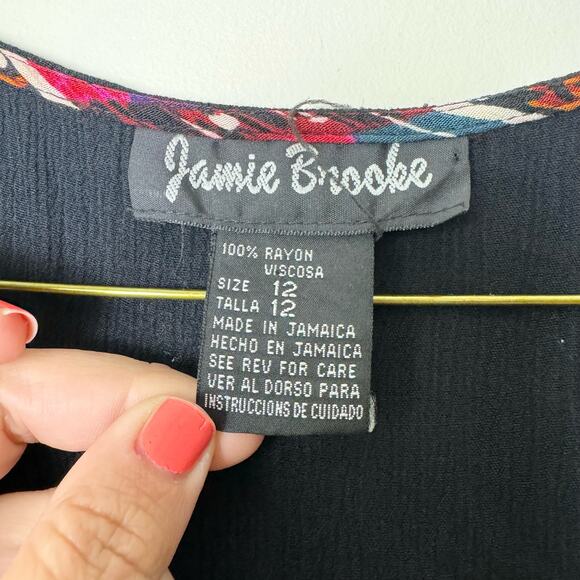 Jamie Brooke
100% RAYON
VISCOSA
SIZE 12
TALLA 12
MADE IN JAMAICA
HECHO EN JAMAICA
SEE REV FOR CARE
VER AL DORSO PARA
INSTRUCCIONS DE CUIDADO